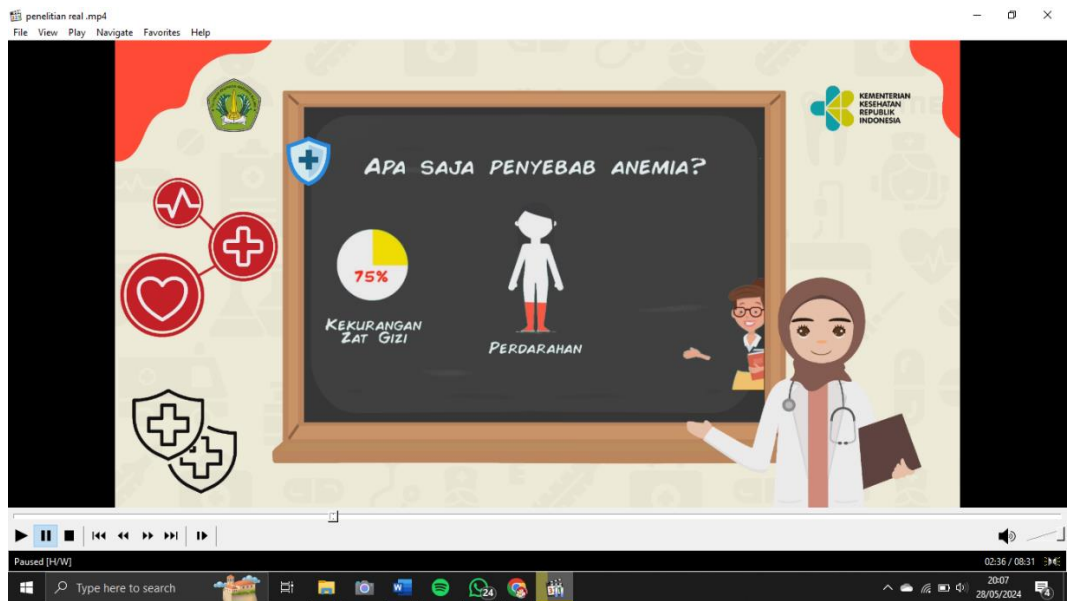 penelitian real .mp4
File View Play Navigate Favorites Help
KEMENTERIAN
KESEHATAN
REPUBLIK
INDONESIA
APA SAJA PENYEBAB ANEMIA?
75%
KEKURANGAN
ZAT GIZI
PERDARAHAN
Paused [H/W]
02:36 / 08:31
Type here to search
24
20:07
28/05/2024
4